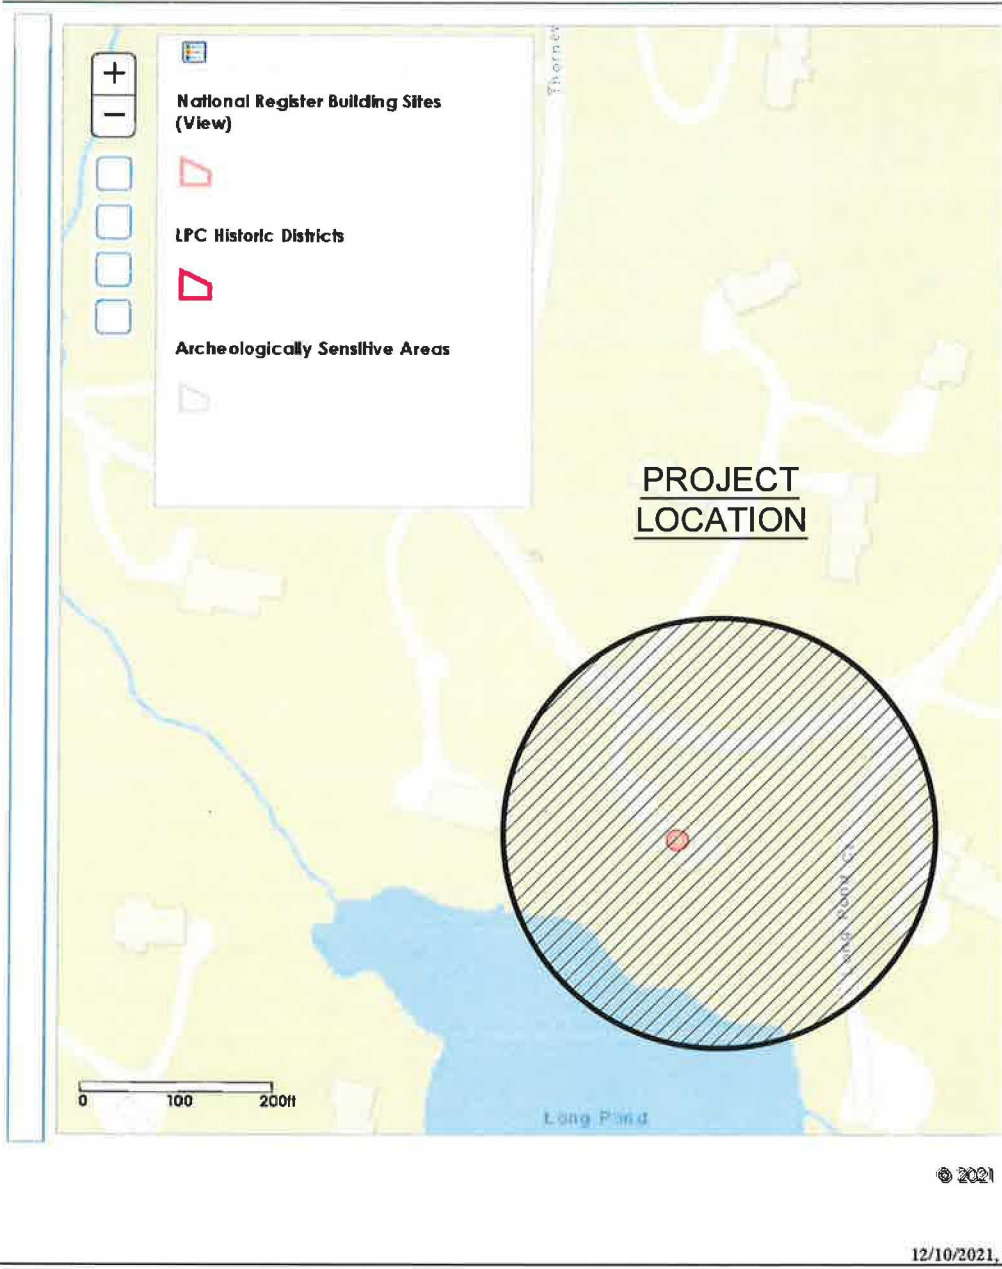 +
−
National Register Building Sites
(View)
LPC Historic Districts
Archeologically Sensitive Areas
PROJECT
LOCATION
Long Pond Ct
0 100 200ft
Long Pond
© 2021
12/10/2021,